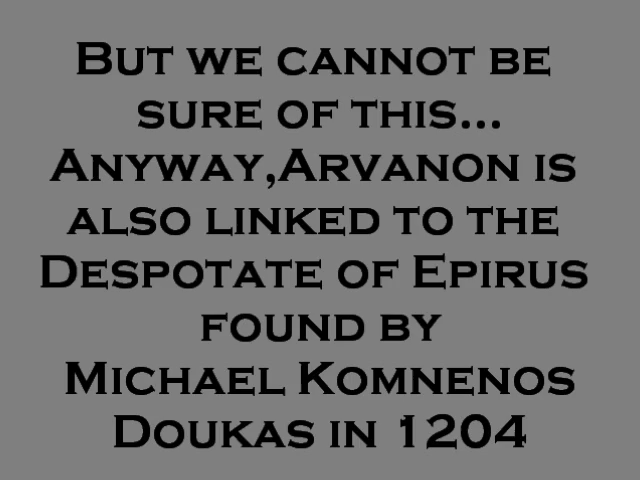 But we cannot be
sure of this...
Anyway,Arvanon is
also linked to the
Despotate of Epirus
found by
Michael Komnenos
Doukas in 1204